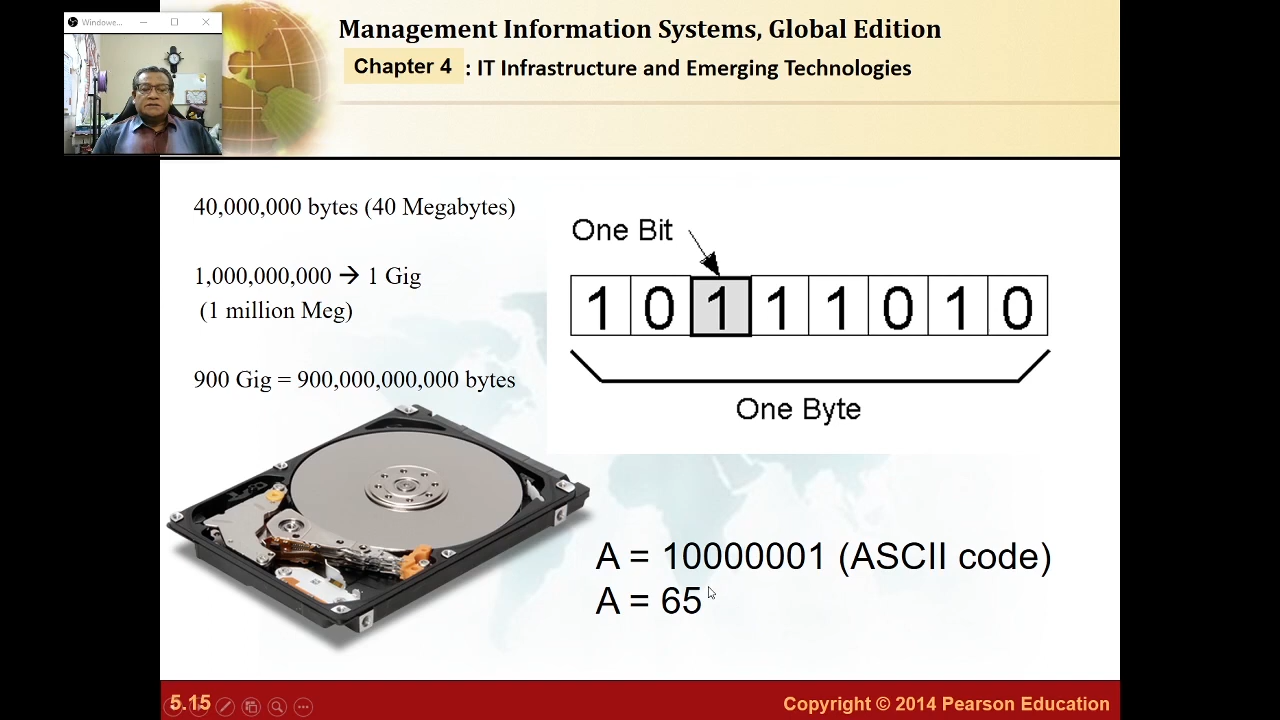 Windowe...
Management Information Systems, Global Edition
Chapter 4 : IT Infrastructure and Emerging Technologies
40,000,000 bytes (40 Megabytes)
1,000,000,000 → 1 Gig
(1 million Meg)
900 Gig = 900,000,000,000 bytes
One Bit
1 0 1 1 1 0 1 0
One Byte
A = 10000001 (ASCII code)
A = 65
5.15
Copyright © 2014 Pearson Education